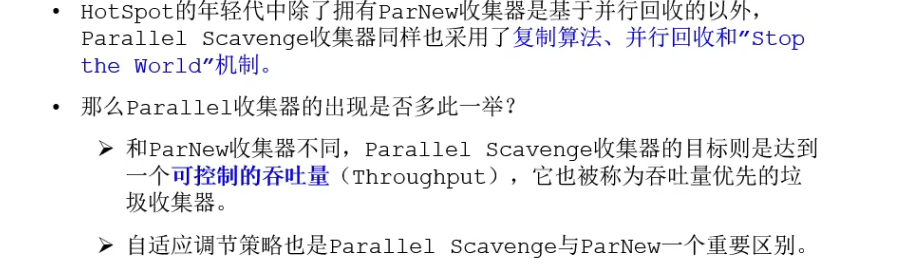 • HotSpot的年轻代中除了拥有ParNew收集器是基于并行回收的以外，
Parallel Scavenge收集器同样也采用了复制算法、并行回收和"Stop
the World"机制。
• 那么Parallel收集器的出现是否多此一举？
➢ 和ParNew收集器不同，Parallel Scavenge收集器的目标则是达到
一个可控制的吞吐量（Throughput），它也被称为吞吐量优先的垃
圾收集器。
➢ 自适应调节策略也是Parallel Scavenge与ParNew一个重要区别。